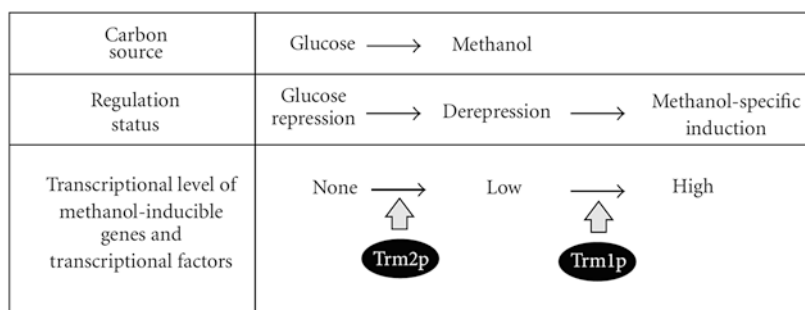 Carbon
source
Glucose Methanol
Regulation
status
Glucose
repression
Derepression
Methanol-specific
induction
Transcriptional level of
methanol-inducible
genes and
transcriptional factors
None Low High
Trm2p Trm1p